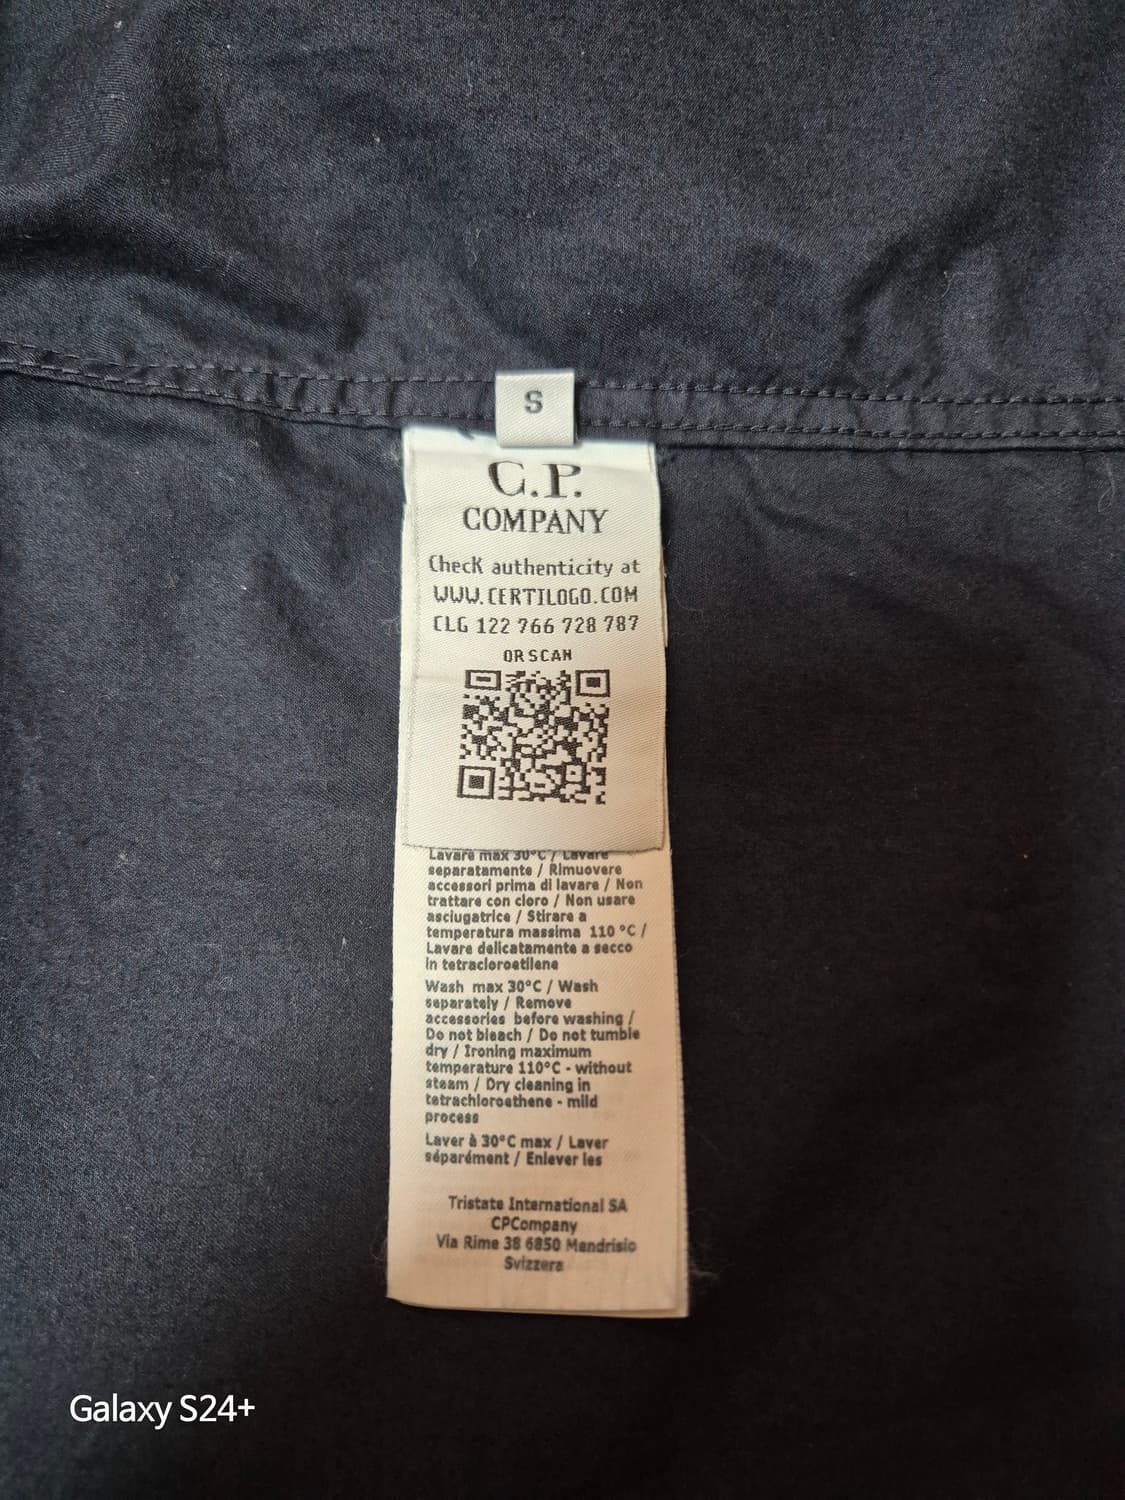 S
C.P.
COMPANY
Check authenticity at
WWW.CERTILOGO.COM
CLG 122 766 728 787
OR SCAN
Lavare max 30°C / Lavare
separatamente / Rimuovere
accessori prima di lavare / Non
trattare con cloro / Non usare
asciugatrice / Stirare a
temperatura massima 110 °C /
Lavare delicatamente a secco
in tetracloroetilene
Wash max 30°C / Wash
separately / Remove
accessories before washing /
Do not bleach / Do not tumble
dry / Ironing maximum
temperature 110°C - without
steam / Dry cleaning in
tetrachloroethene - mild
process
Laver à 30°C max / Laver
séparément / Enlever les
Tristate International SA
CPCompany
Via Rime 38 6850 Mendrisio
Svizzera
Galaxy S24+